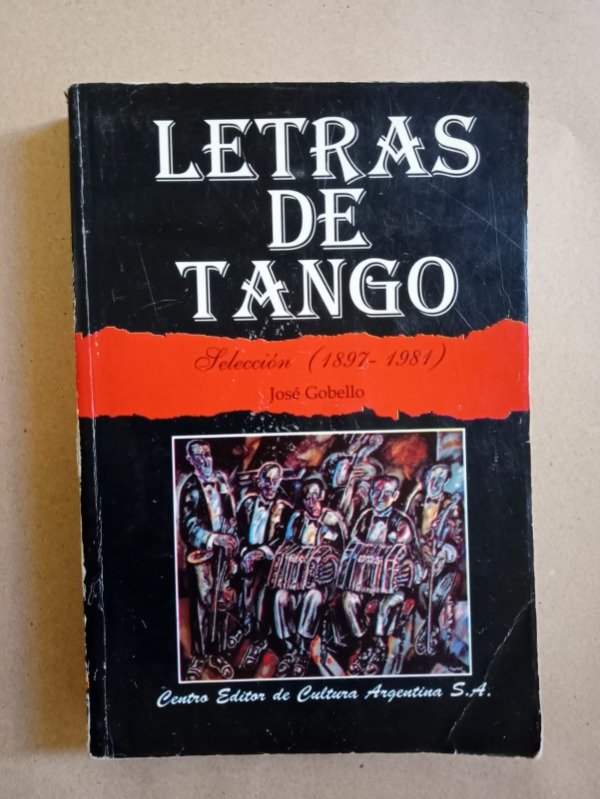 LETRAS
DE
TANGO
Selección (1897-1981)
José Gobello
Centro Editor de Cultura Argentina S.A.